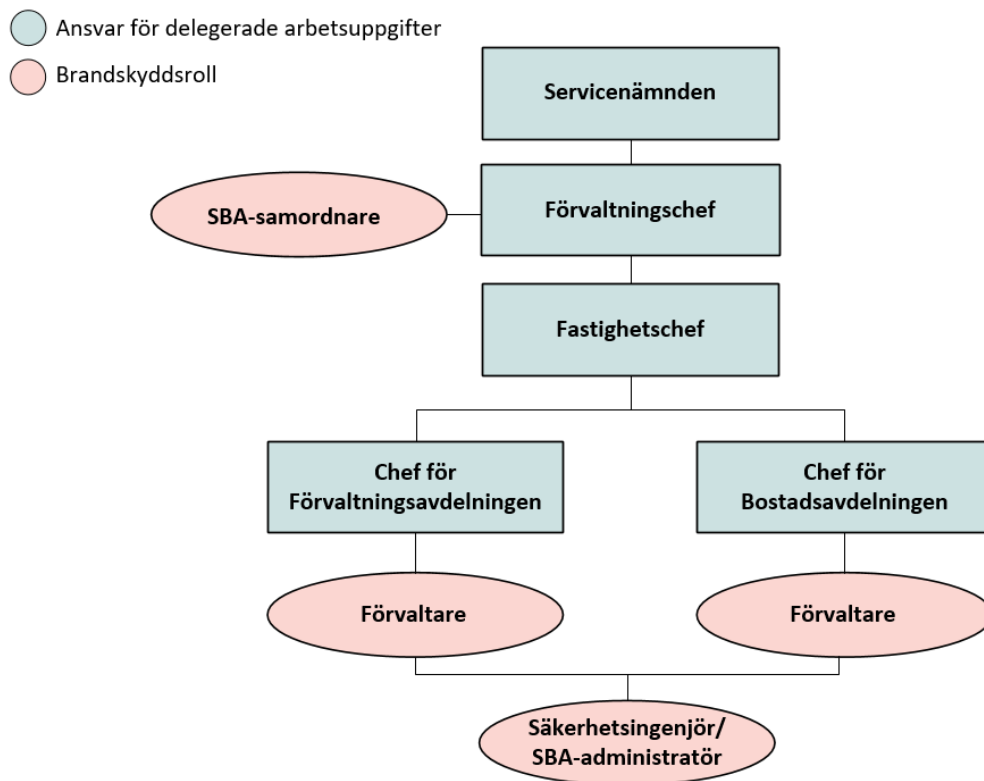 Ansvar för delegerade arbetsuppgifter
Brandskyddsroll
Servicenämnden
SBA-samordnare
Förvaltningschef
Fastighetschef
Chef för
Förvaltningsavdelningen
Chef för
Bostadsavdelningen
Förvaltare
Förvaltare
Säkerhetsingenjör/
SBA-administratör